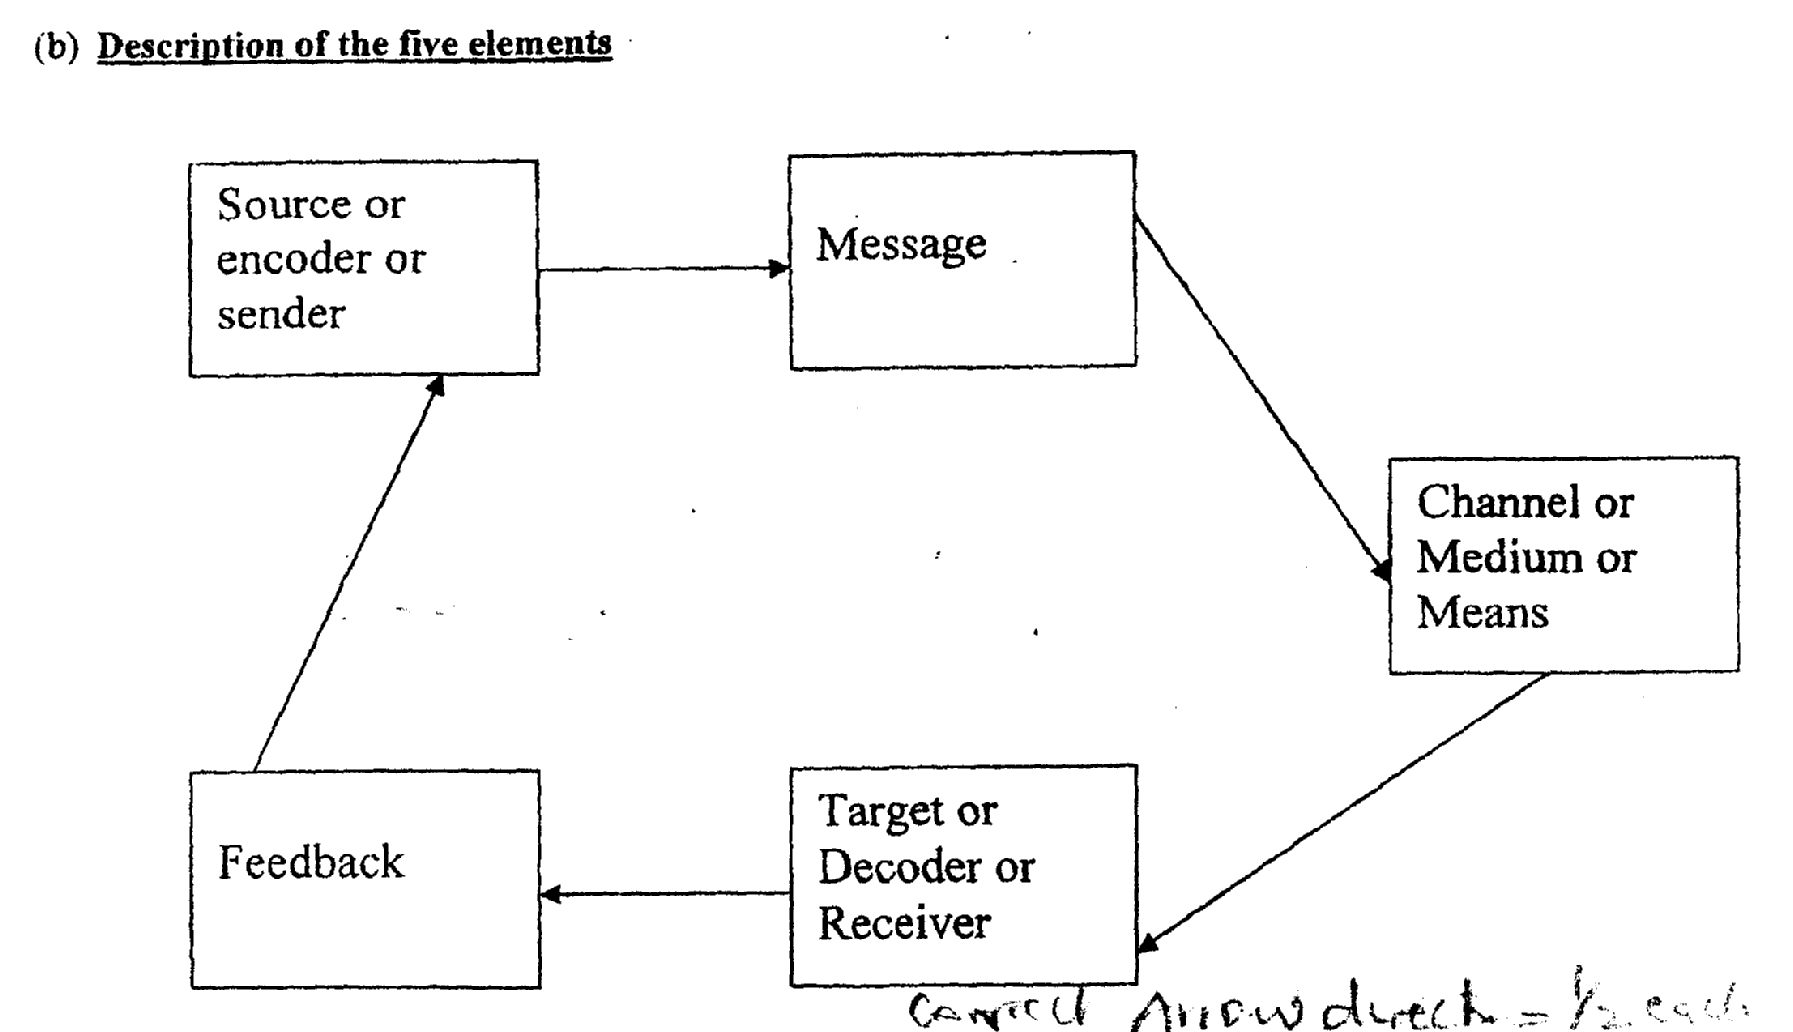 (b) Description of the five elements
Source or
encoder or
sender
Message
Channel or
Medium or
Means
Target or
Decoder or
Receiver
Feedback
Arrow direct = 1/2 each